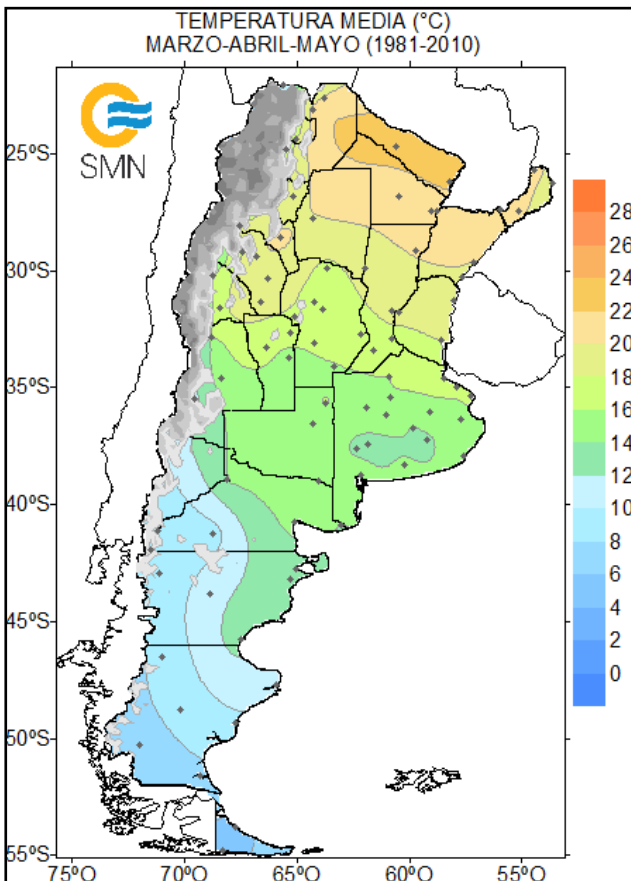 TEMPERATURA MEDIA (°C)
MARZO-ABRIL-MAYO (1981-2010)
SMN
25ºS
30ºS
35ºS
40ºS
45ºS
50ºS
55ºS
75ºO
70ºO
65ºO
60ºO
55ºO
28
26
24
22
20
18
16
14
12
10
8
6
4
2
0